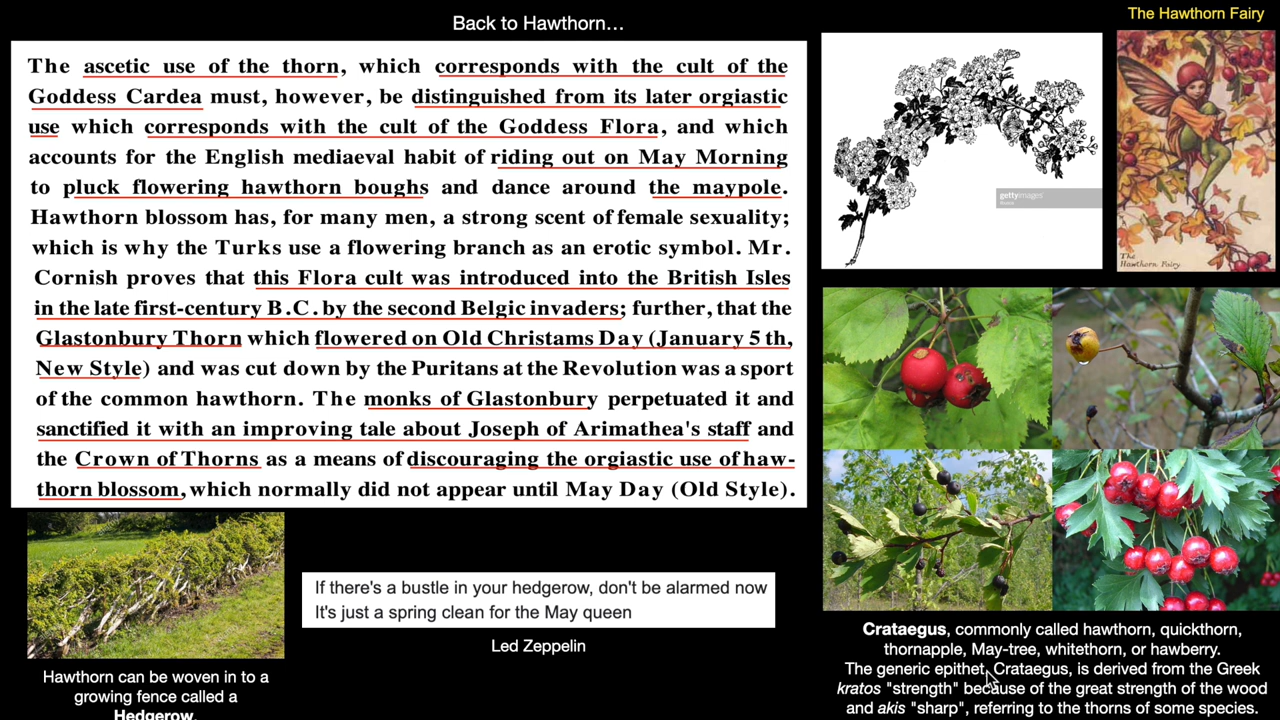 Back to Hawthorn...
The Hawthorn Fairy
The ascetic use of the thorn, which corresponds with the cult of the
Goddess Cardea must, however, be distinguished from its later orgiastic
use which corresponds with the cult of the Goddess Flora, and which
accounts for the English mediaeval habit of riding out on May Morning
to pluck flowering hawthorn boughs and dance around the maypole.
Hawthorn blossom has, for many men, a strong scent of female sexuality;
which is why the Turks use a flowering branch as an erotic symbol. Mr.
Cornish proves that this Flora cult was introduced into the British Isles
in the late first-century B.C. by the second Belgic invaders; further, that the
Glastonbury Thorn which flowered on Old Christams Day (January 5 th,
New Style) and was cut down by the Puritans at the Revolution was a sport
of the common hawthorn. The monks of Glastonbury perpetuated it and
sanctified it with an improving tale about Joseph of Arimathea's staff and
the Crown of Thorns as a means of discouraging the orgiastic use of haw-
thorn blossom, which normally did not appear until May Day (Old Style).
gettyimages
The
Hawthorn Fairy.
If there's a bustle in your hedgerow, don't be alarmed now
It's just a spring clean for the May queen
Led Zeppelin
Hawthorn can be woven in to a
growing fence called a
Hedgerow.
Crataegus, commonly called hawthorn, quickthorn,
thornapple, May-tree, whitethorn, or hawberry.
The generic epithet, Crataegus, is derived from the Greek
kratos "strength" because of the great strength of the wood
and akis "sharp", referring to the thorns of some species.